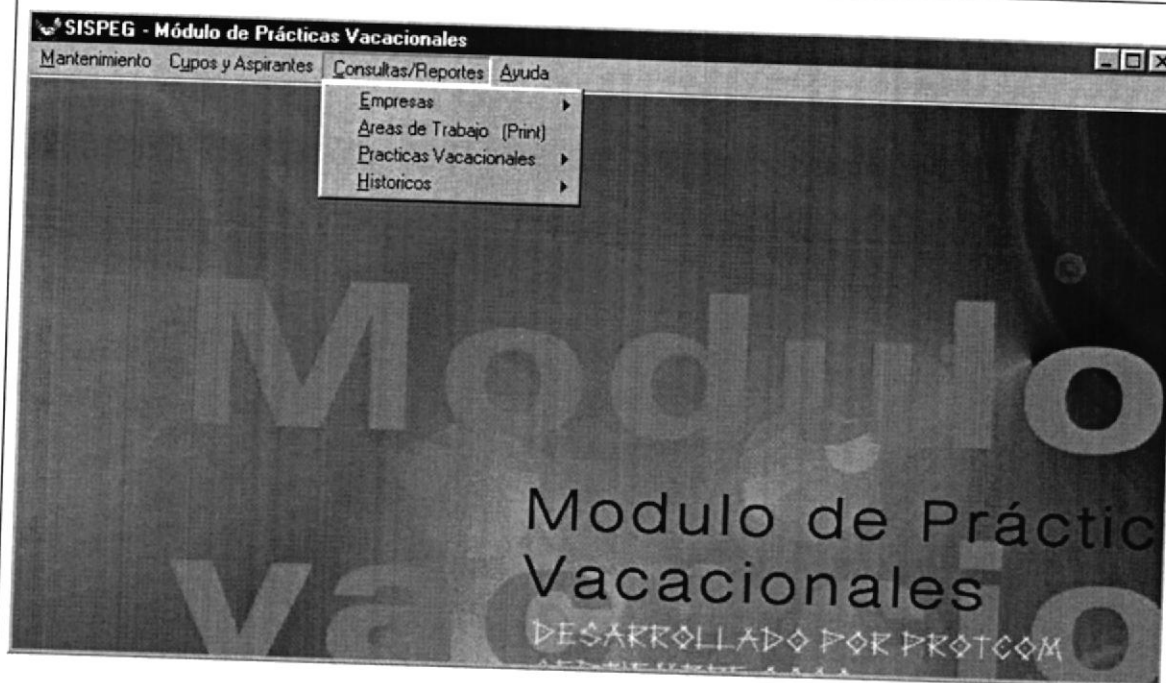 SISPEG - Módulo de Prácticas Vacacionales
Mantenimiento Cupos y Aspirantes Consultas/Reportes Ayuda
Empresas
Areas de Trabajo (Print)
Practicas Vacacionales
Historicos
Modulo
Modulo de Práctic
Vacacionales
DESARROLLADO POR PROTCOM